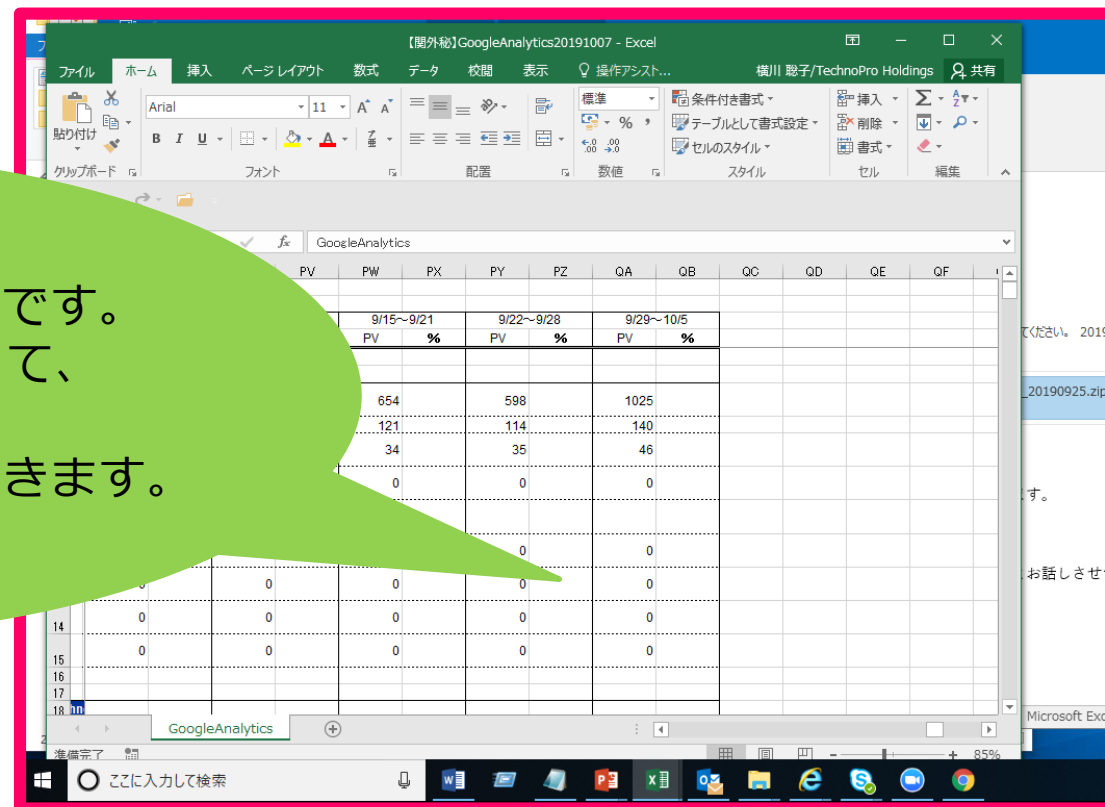 【関外秘】GoogleAnalytics20191007 - Excel
ファイル ホーム 挿入 ページ レイアウト 数式 データ 校閲 表示 操作アシスト... 横川 聡子/TechnoPro Holdings 共有
Arial 11 標準 条件付き書式 挿入
貼り付け B I U テーブルとして書式設定 削除
セルのスタイル 書式
クリップボード フォント 配置 数値 スタイル セル 編集
fx GoogleAnalytics
PV PW PX PY PZ QA QB QC QD QE QF
9/15～9/21 9/22～9/28 9/29～10/5
PV % PV % PV %
654 598 1025
121 114 140
34 35 46
0 0 0
0 0
0 0 0 0
14 0 0 0 0 0
15 0 0 0 0 0
16
17
18
GoogleAnalytics
準備完了 85%
ここに入力して検索
です。
て、
きます。
てください。 2019
_20190925.zip
す。
お話しさせ
Microsoft Exc